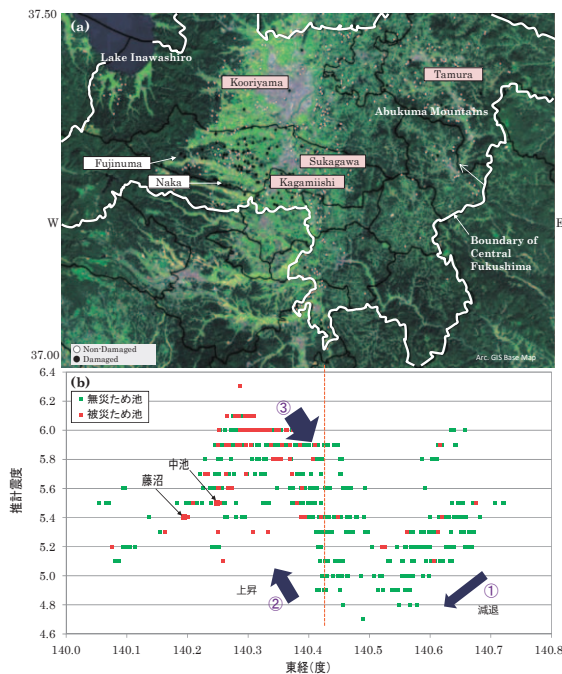 37.50
(a)
Lake Inawashiro
Kooriyama
Tamura
Abukuma Mountains
Fujinuma
Sukagawa
Naka
Kagamiishi
W
E
Boundary of
Central
Fukushima
Non-Damaged
Damaged
37.00
Arc. GIS Base Map
6.4
(b)
無災ため池
被災ため池
③
6.2
6.0
5.8
中池
藤沼
5.6
推計震度
5.4
5.2
5.0
上昇
②
①
減退
4.8
4.6
140.0
140.1
140.2
140.3
140.4
140.5
140.6
140.7
140.8
東経(度)